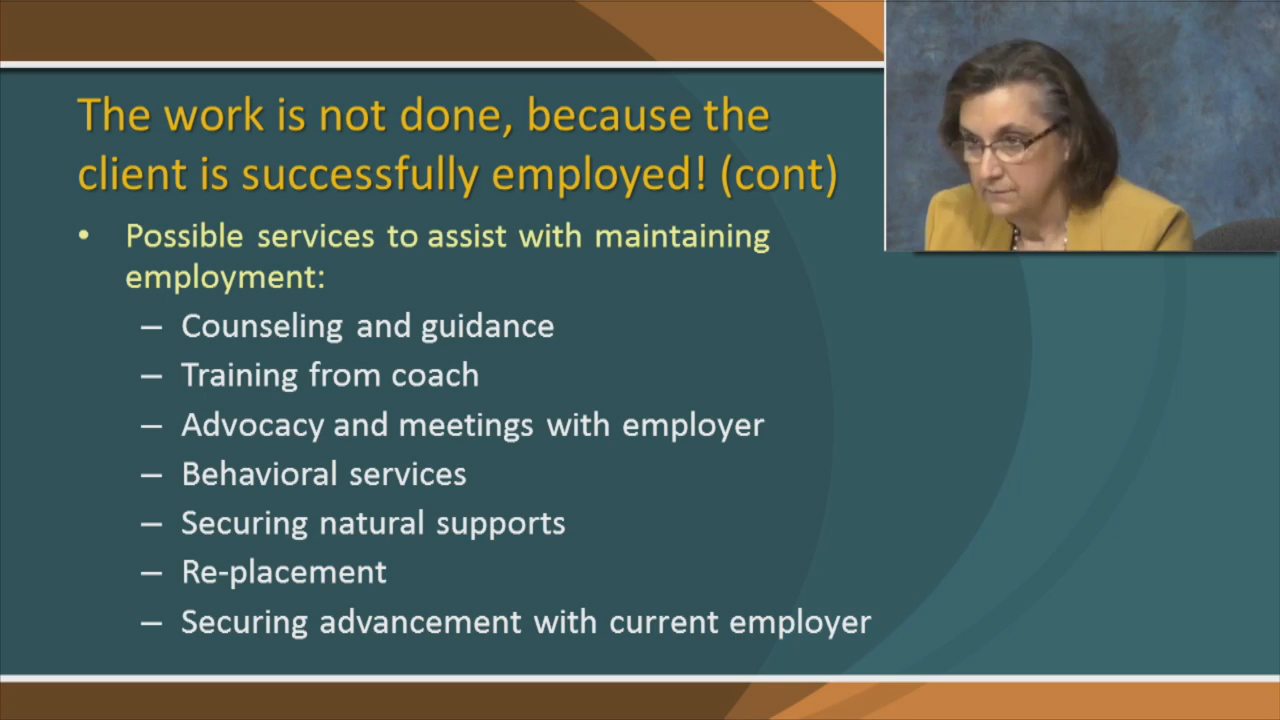 The work is not done, because the
client is successfully employed! (cont)
• Possible services to assist with maintaining
employment:
– Counseling and guidance
– Training from coach
– Advocacy and meetings with employer
– Behavioral services
– Securing natural supports
– Re-placement
– Securing advancement with current employer